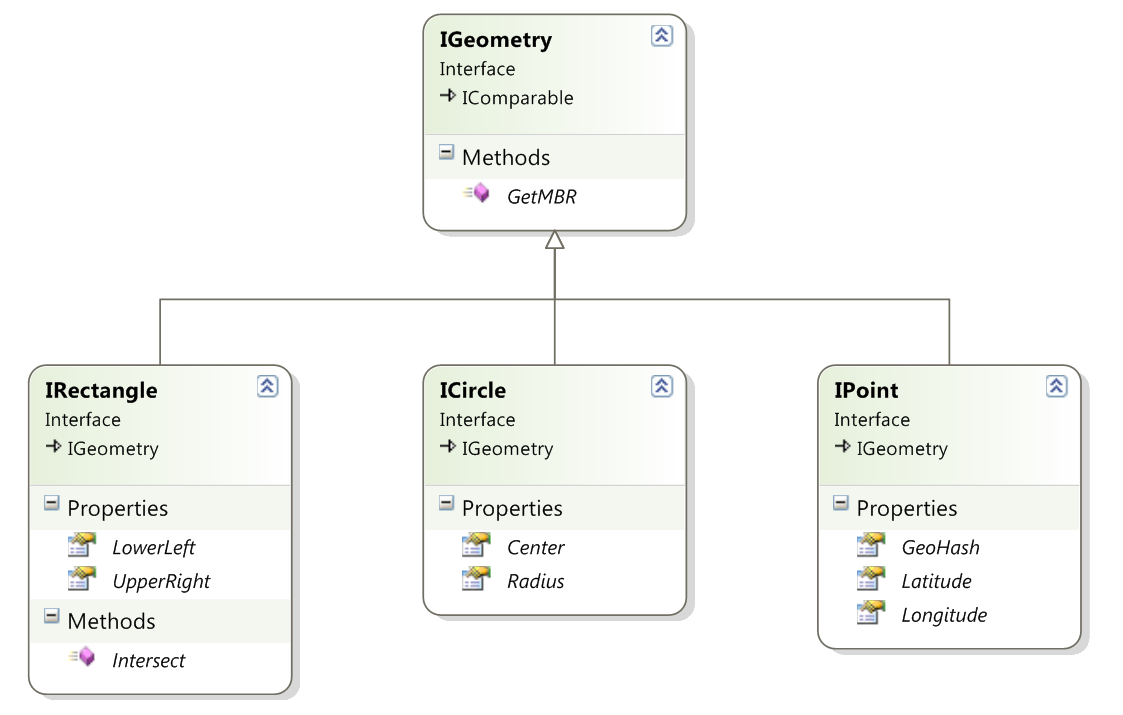 IGeometry
Interface
IComparable
Methods
GetMBR
IRectangle
Interface
IGeometry
Properties
LowerLeft
UpperRight
Methods
Intersect
ICircle
Interface
IGeometry
Properties
Center
Radius
IPoint
Interface
IGeometry
Properties
GeoHash
Latitude
Longitude